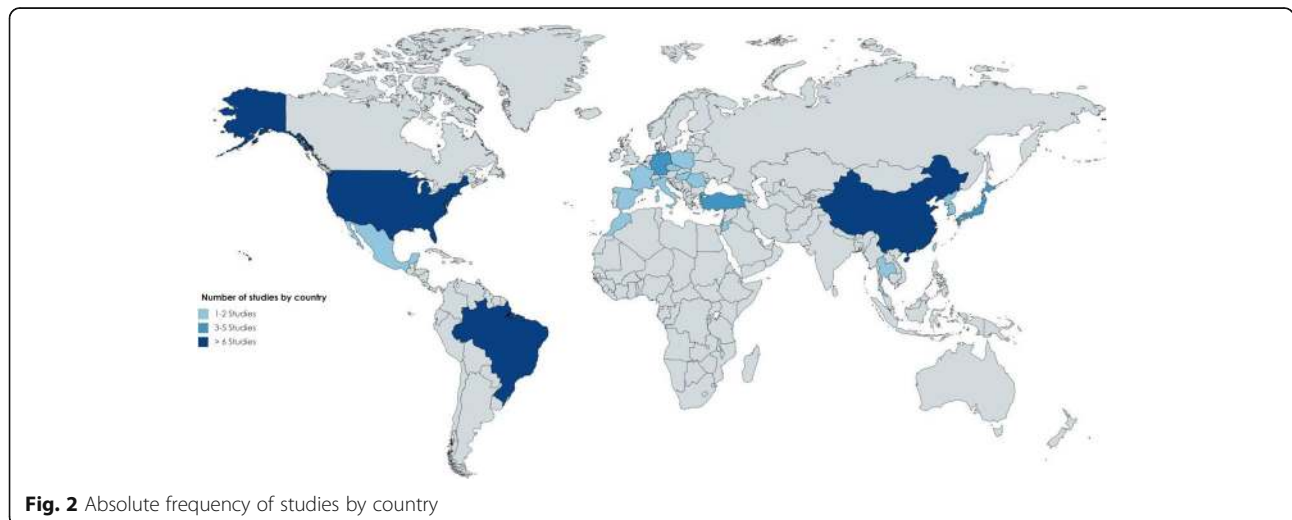 Number of studies by country
1-2 Studies
3-5 Studies
> 6 Studies
Fig. 2 Absolute frequency of studies by country